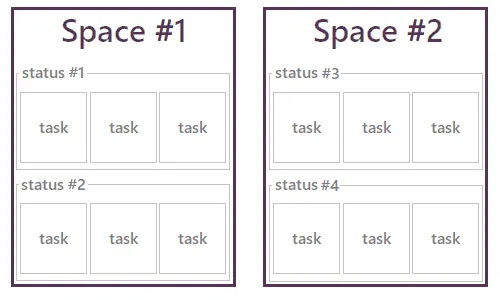 Space #1
status #1
task task task
status #2
task task task
Space #2
status #3
task task task
status #4
task task task